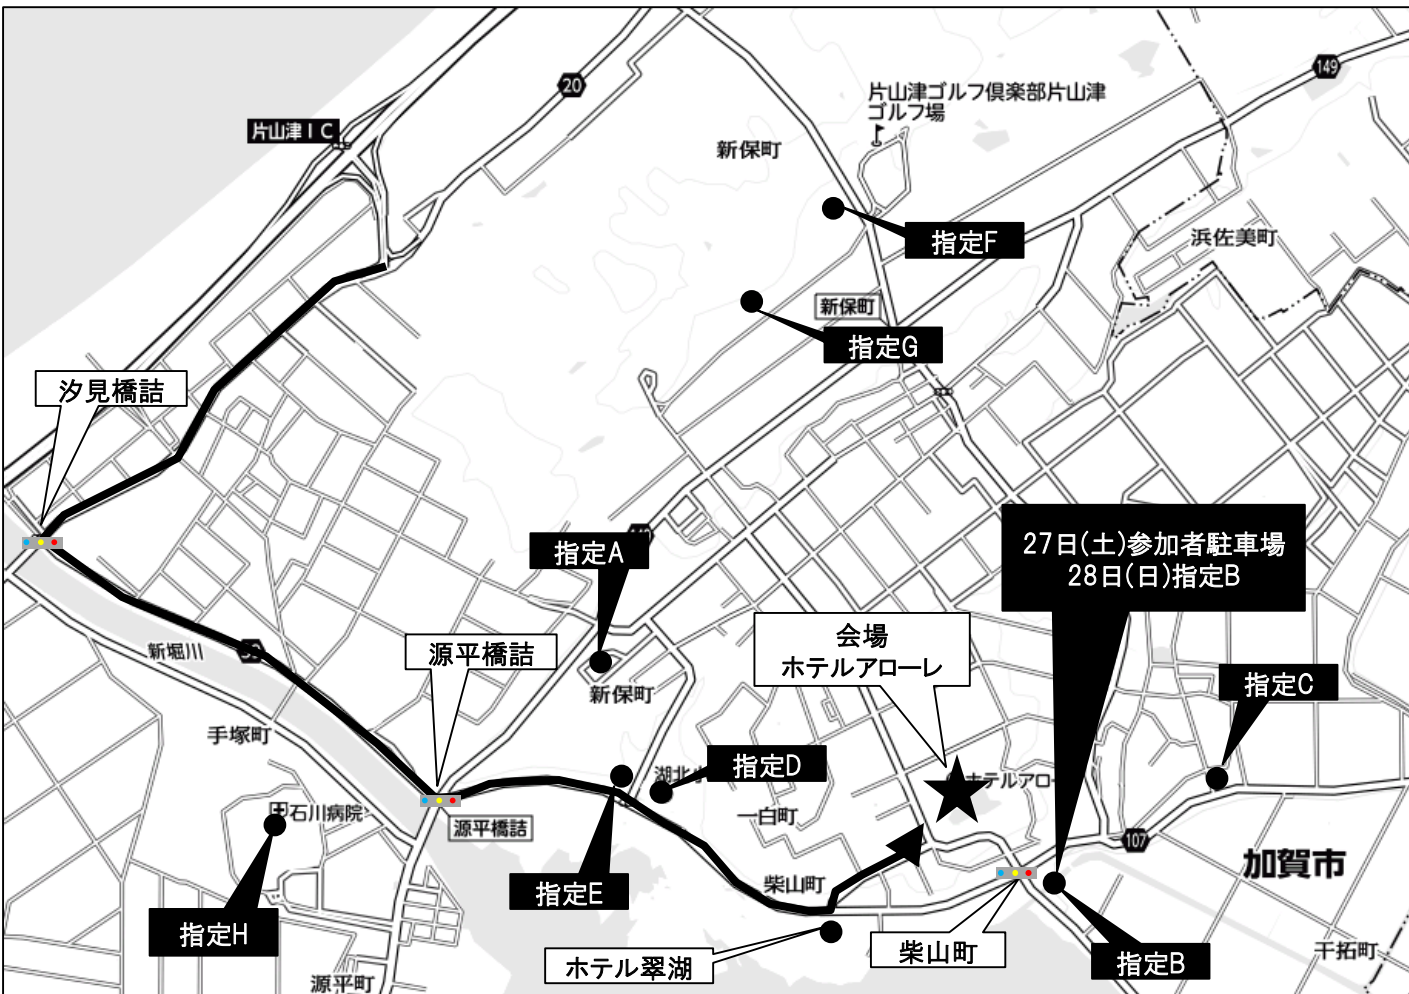 20
149
片山津ゴルフ倶楽部片山津
ゴルフ場
片山津IC
新保町
指定F
浜佐美町
新保町
指定G
汐見橋詰
指定A
27日(土)参加者駐車場
28日(日)指定B
会場
ホテルアローレ
源平橋詰
新堀川
新保町
指定C
手塚町
指定D
湖北小
ホテルアロー
一白町
石川病院
源平橋詰
107
加賀市
柴山町
指定E
指定H
柴山町
干拓町
指定B
ホテル翠湖
源平町